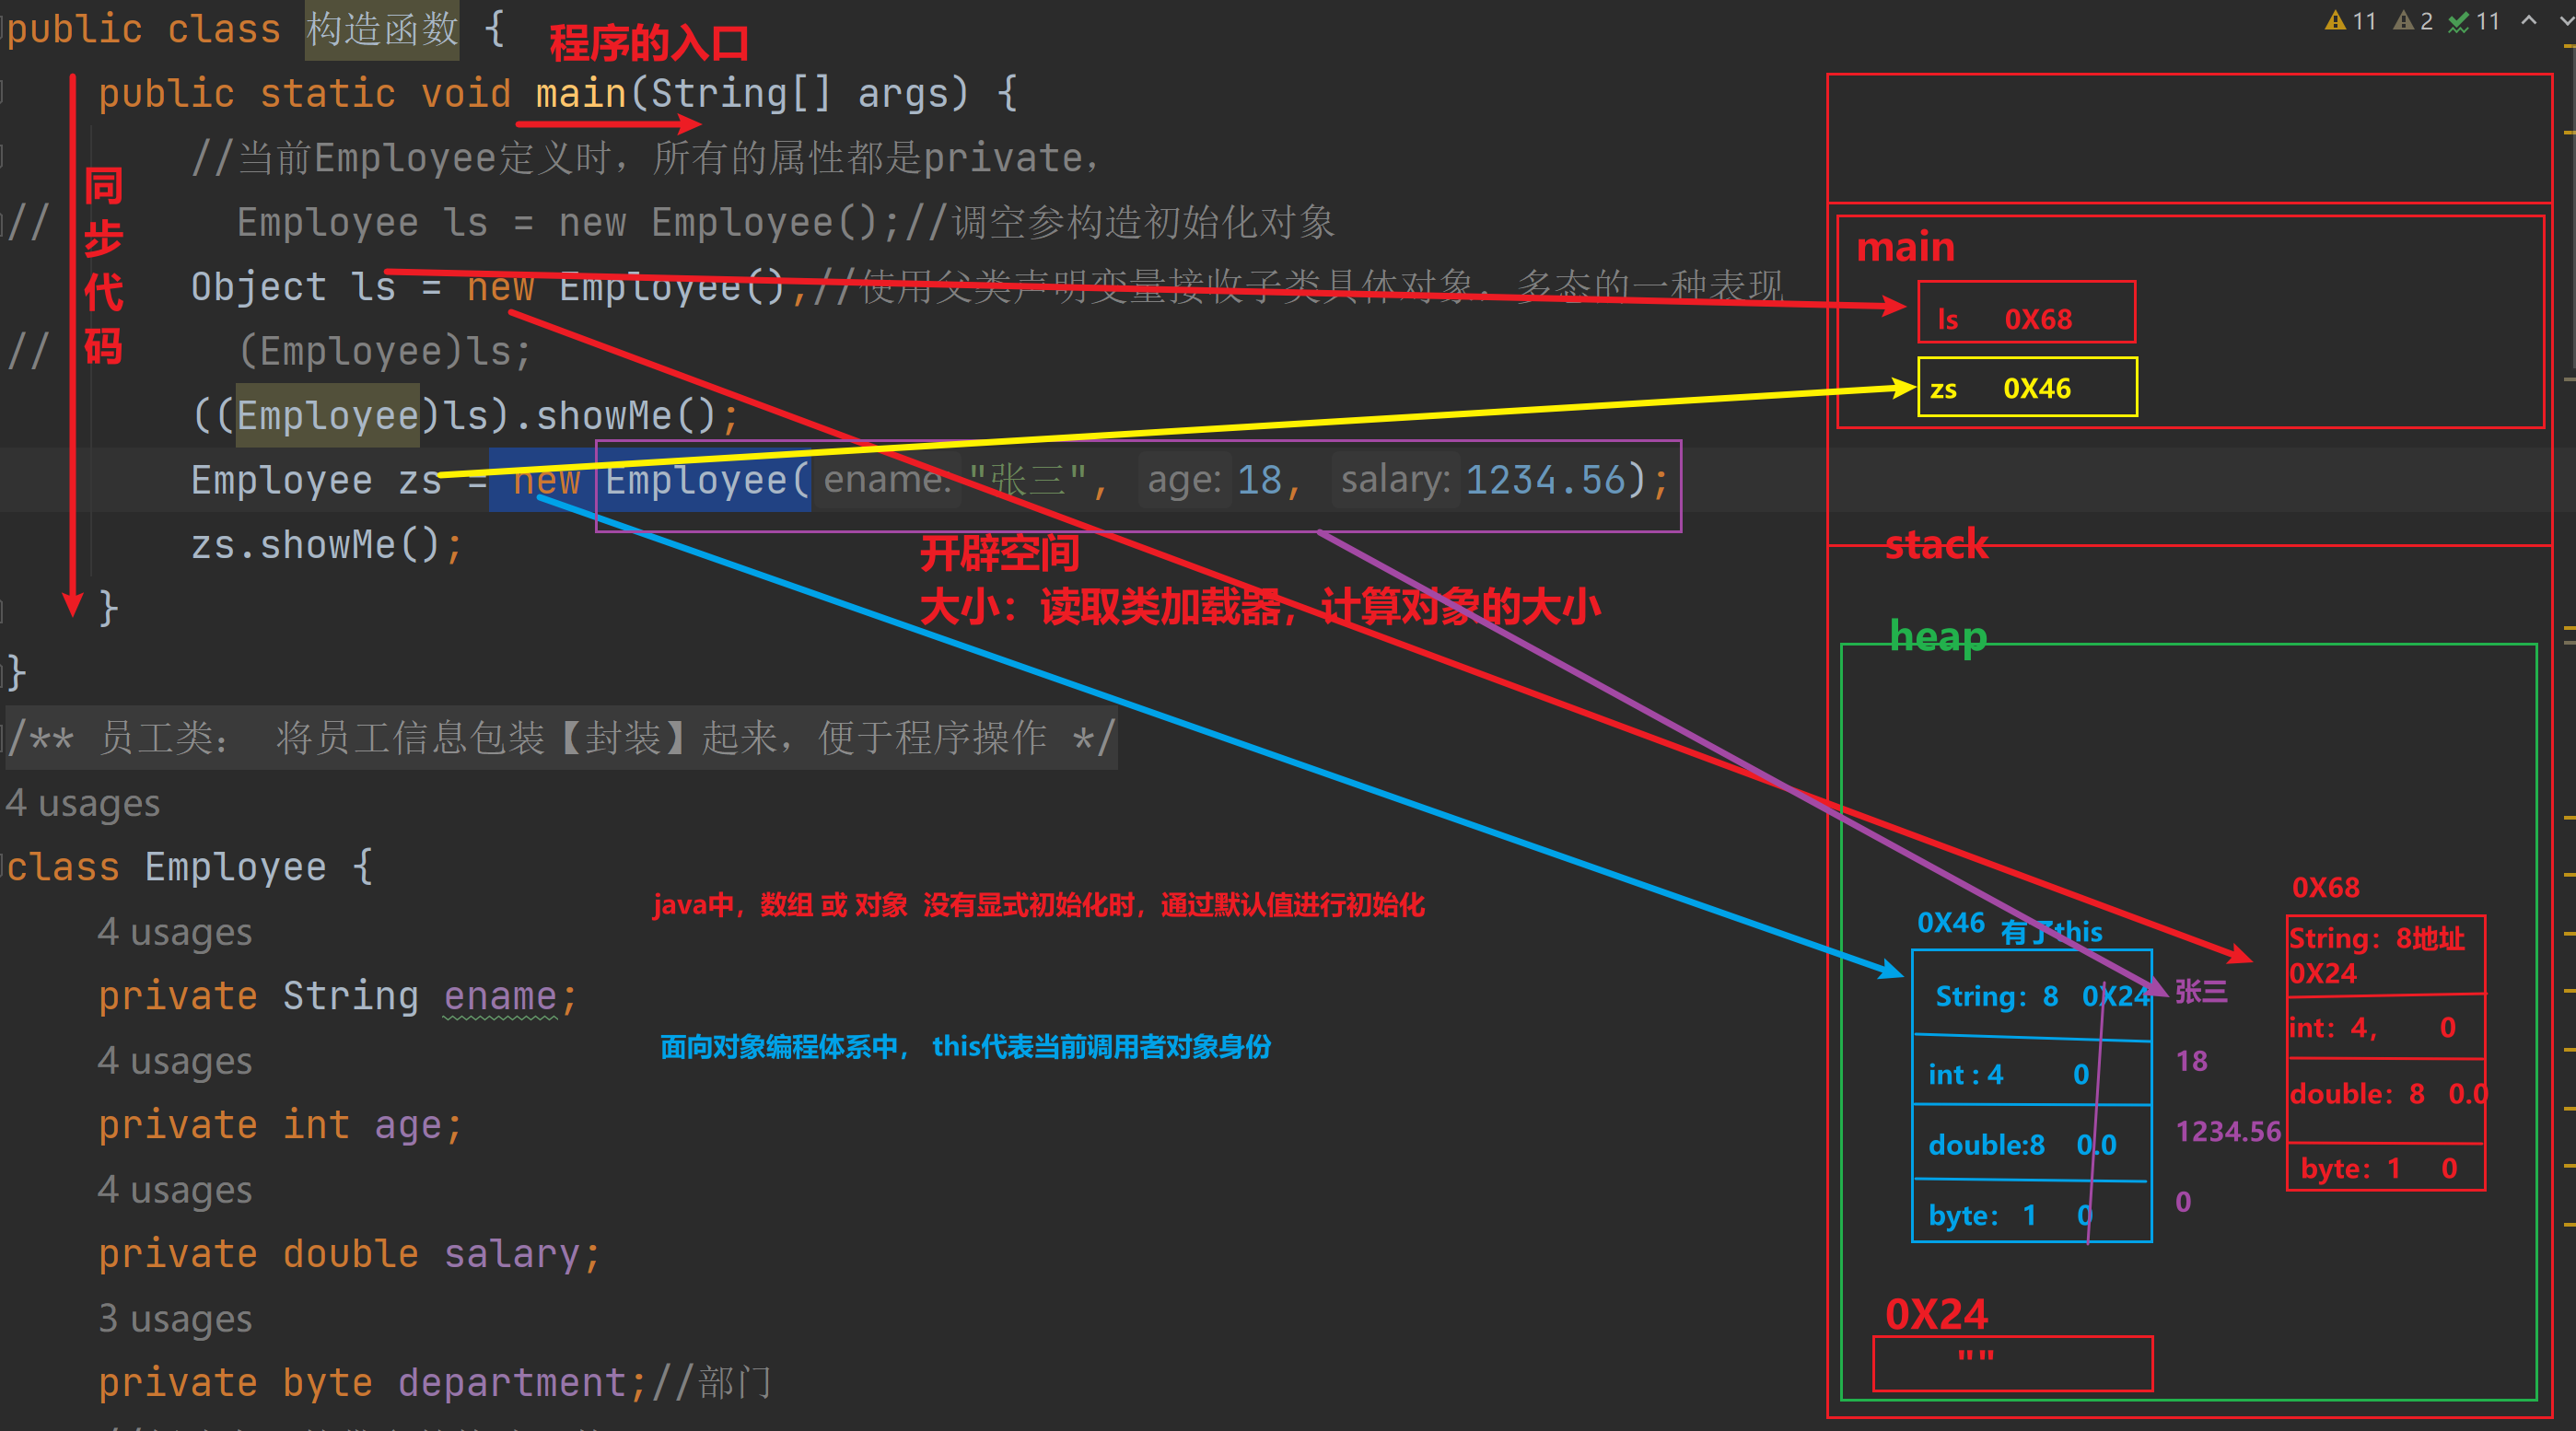 public class 构造函数 {
程序的入口
11 2 11
public static void main(String[] args) {
同步代码
//当前Employee定义时，所有的属性都是private，
// Employee ls = new Employee();//调空参构造初始化对象
Object ls = new Employee();//使用父类声明变量接收子类具体对象，多态的一种表现
// (Employee)ls;
((Employee)ls).showMe();
Employee zs = new Employee( ename: "张三", age: 18, salary: 1234.56);
zs.showMe();
开辟空间
大小：读取类加载器，计算对象的大小
}
}
/** 员工类： 将员工信息包装【封装】起来，便于程序操作 */
4 usages
class Employee {
java中，数组 或 对象 没有显式初始化时，通过默认值进行初始化
4 usages
private String ename;
面向对象编程体系中， this代表当前调用者对象身份
4 usages
private int age;
4 usages
private double salary;
3 usages
private byte department;//部门
main
ls 0X68
zs 0X46
stack
heap
0X46 有了this
String：8 0X24
int : 4 0
double:8 0.0
byte： 1 0
张三
18
1234.56
0
0X68
String：8地址
0X24
int：4， 0
double：8 0.0
byte：1 0
0X24
""